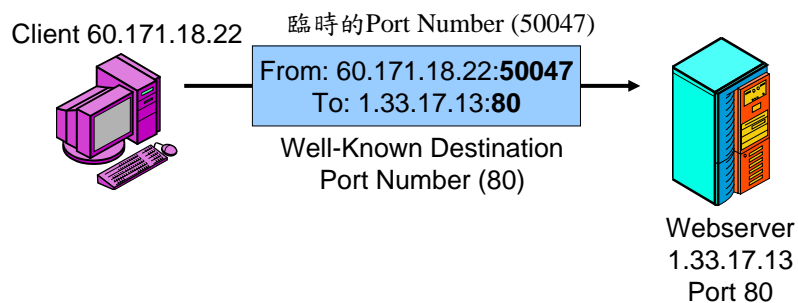 臨時的Port Number (50047)
Client 60.171.18.22
From: 60.171.18.22:50047
To: 1.33.17.13:80
Well-Known Destination
Port Number (80)
Webserver
1.33.17.13
Port 80